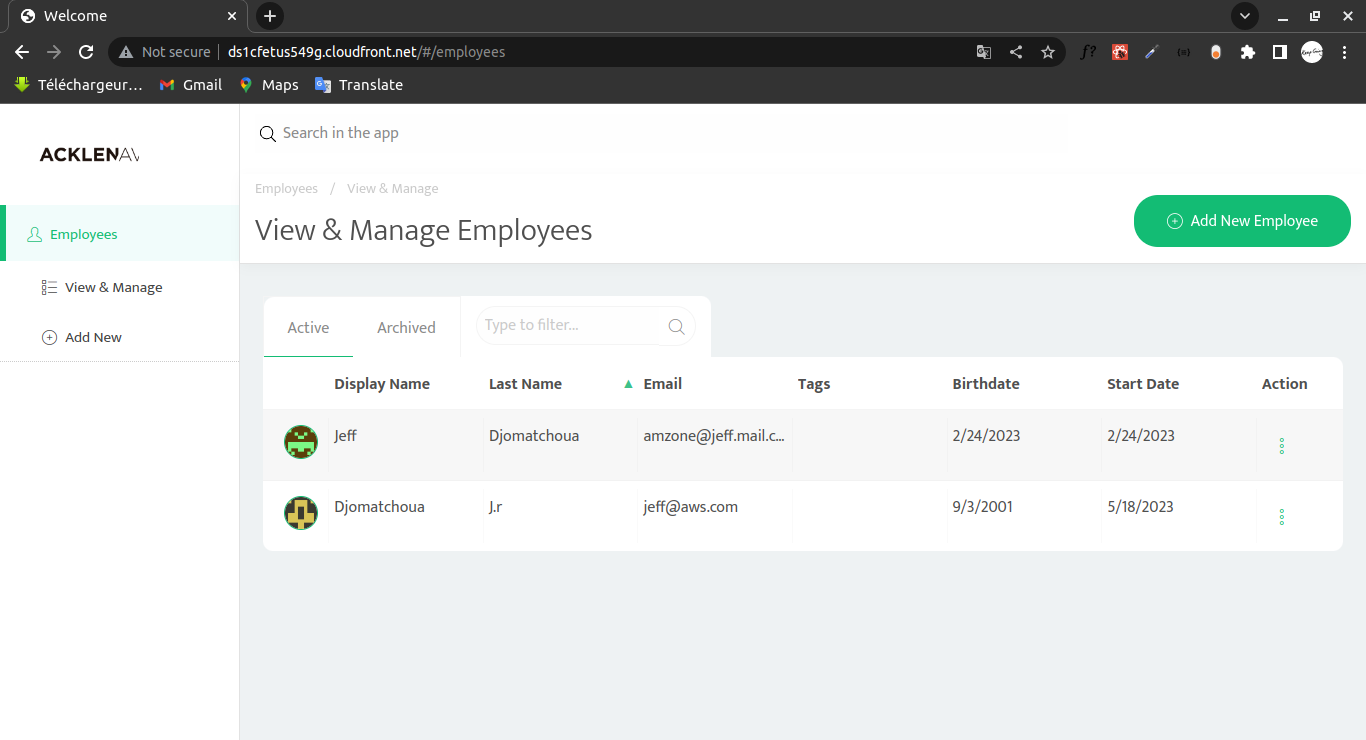 Welcome
Not secure ds1cfetus549g.cloudfront.net/#/employees
Téléchargeur… Gmail Maps Translate
ACKLENAV
Search in the app
Employees / View & Manage
View & Manage Employees
Add New Employee
Employees
View & Manage
Add New
Active Archived Type to filter...
Display Name Last Name ▲ Email Tags Birthdate Start Date Action
Jeff Djomatchoua amzone@jeff.mail.c... 2/24/2023 2/24/2023
Djomatchoua J.r jeff@aws.com 9/3/2001 5/18/2023